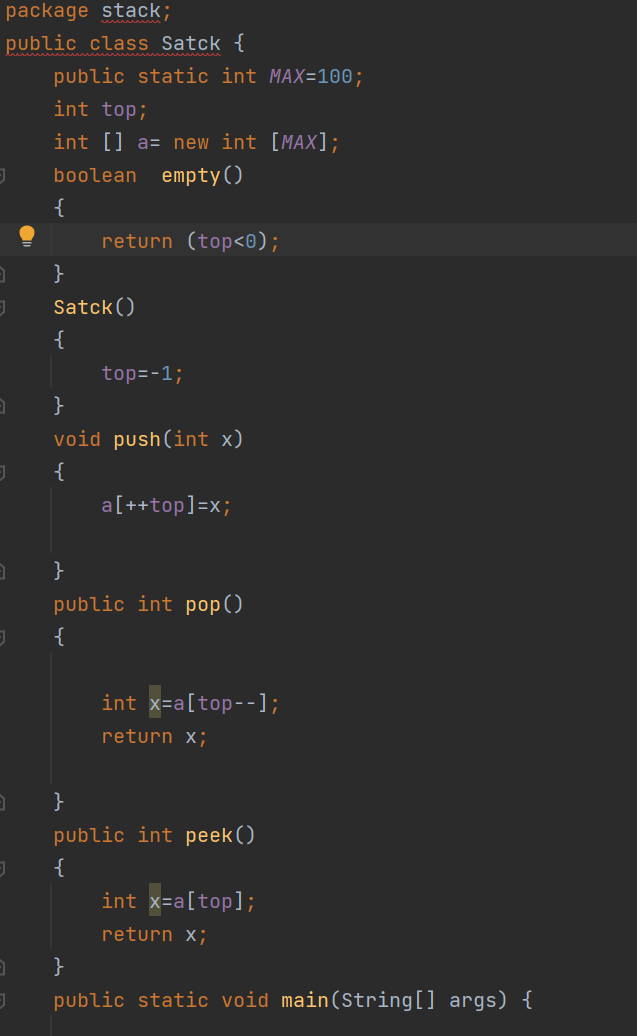 package stack;
public class Satck {
    public static int MAX=100;
    int top;
    int [] a= new int [MAX];
    boolean  empty()
    {
        return (top<0);
    }
    Satck()
    {
        top=-1;
    }
    void push(int x)
    {
        a[++top]=x;

    }
    public int pop()
    {

        int x=a[top--];
        return x;

    }
    public int peek()
    {
        int x=a[top];
        return x;
    }
    public static void main(String[] args) {